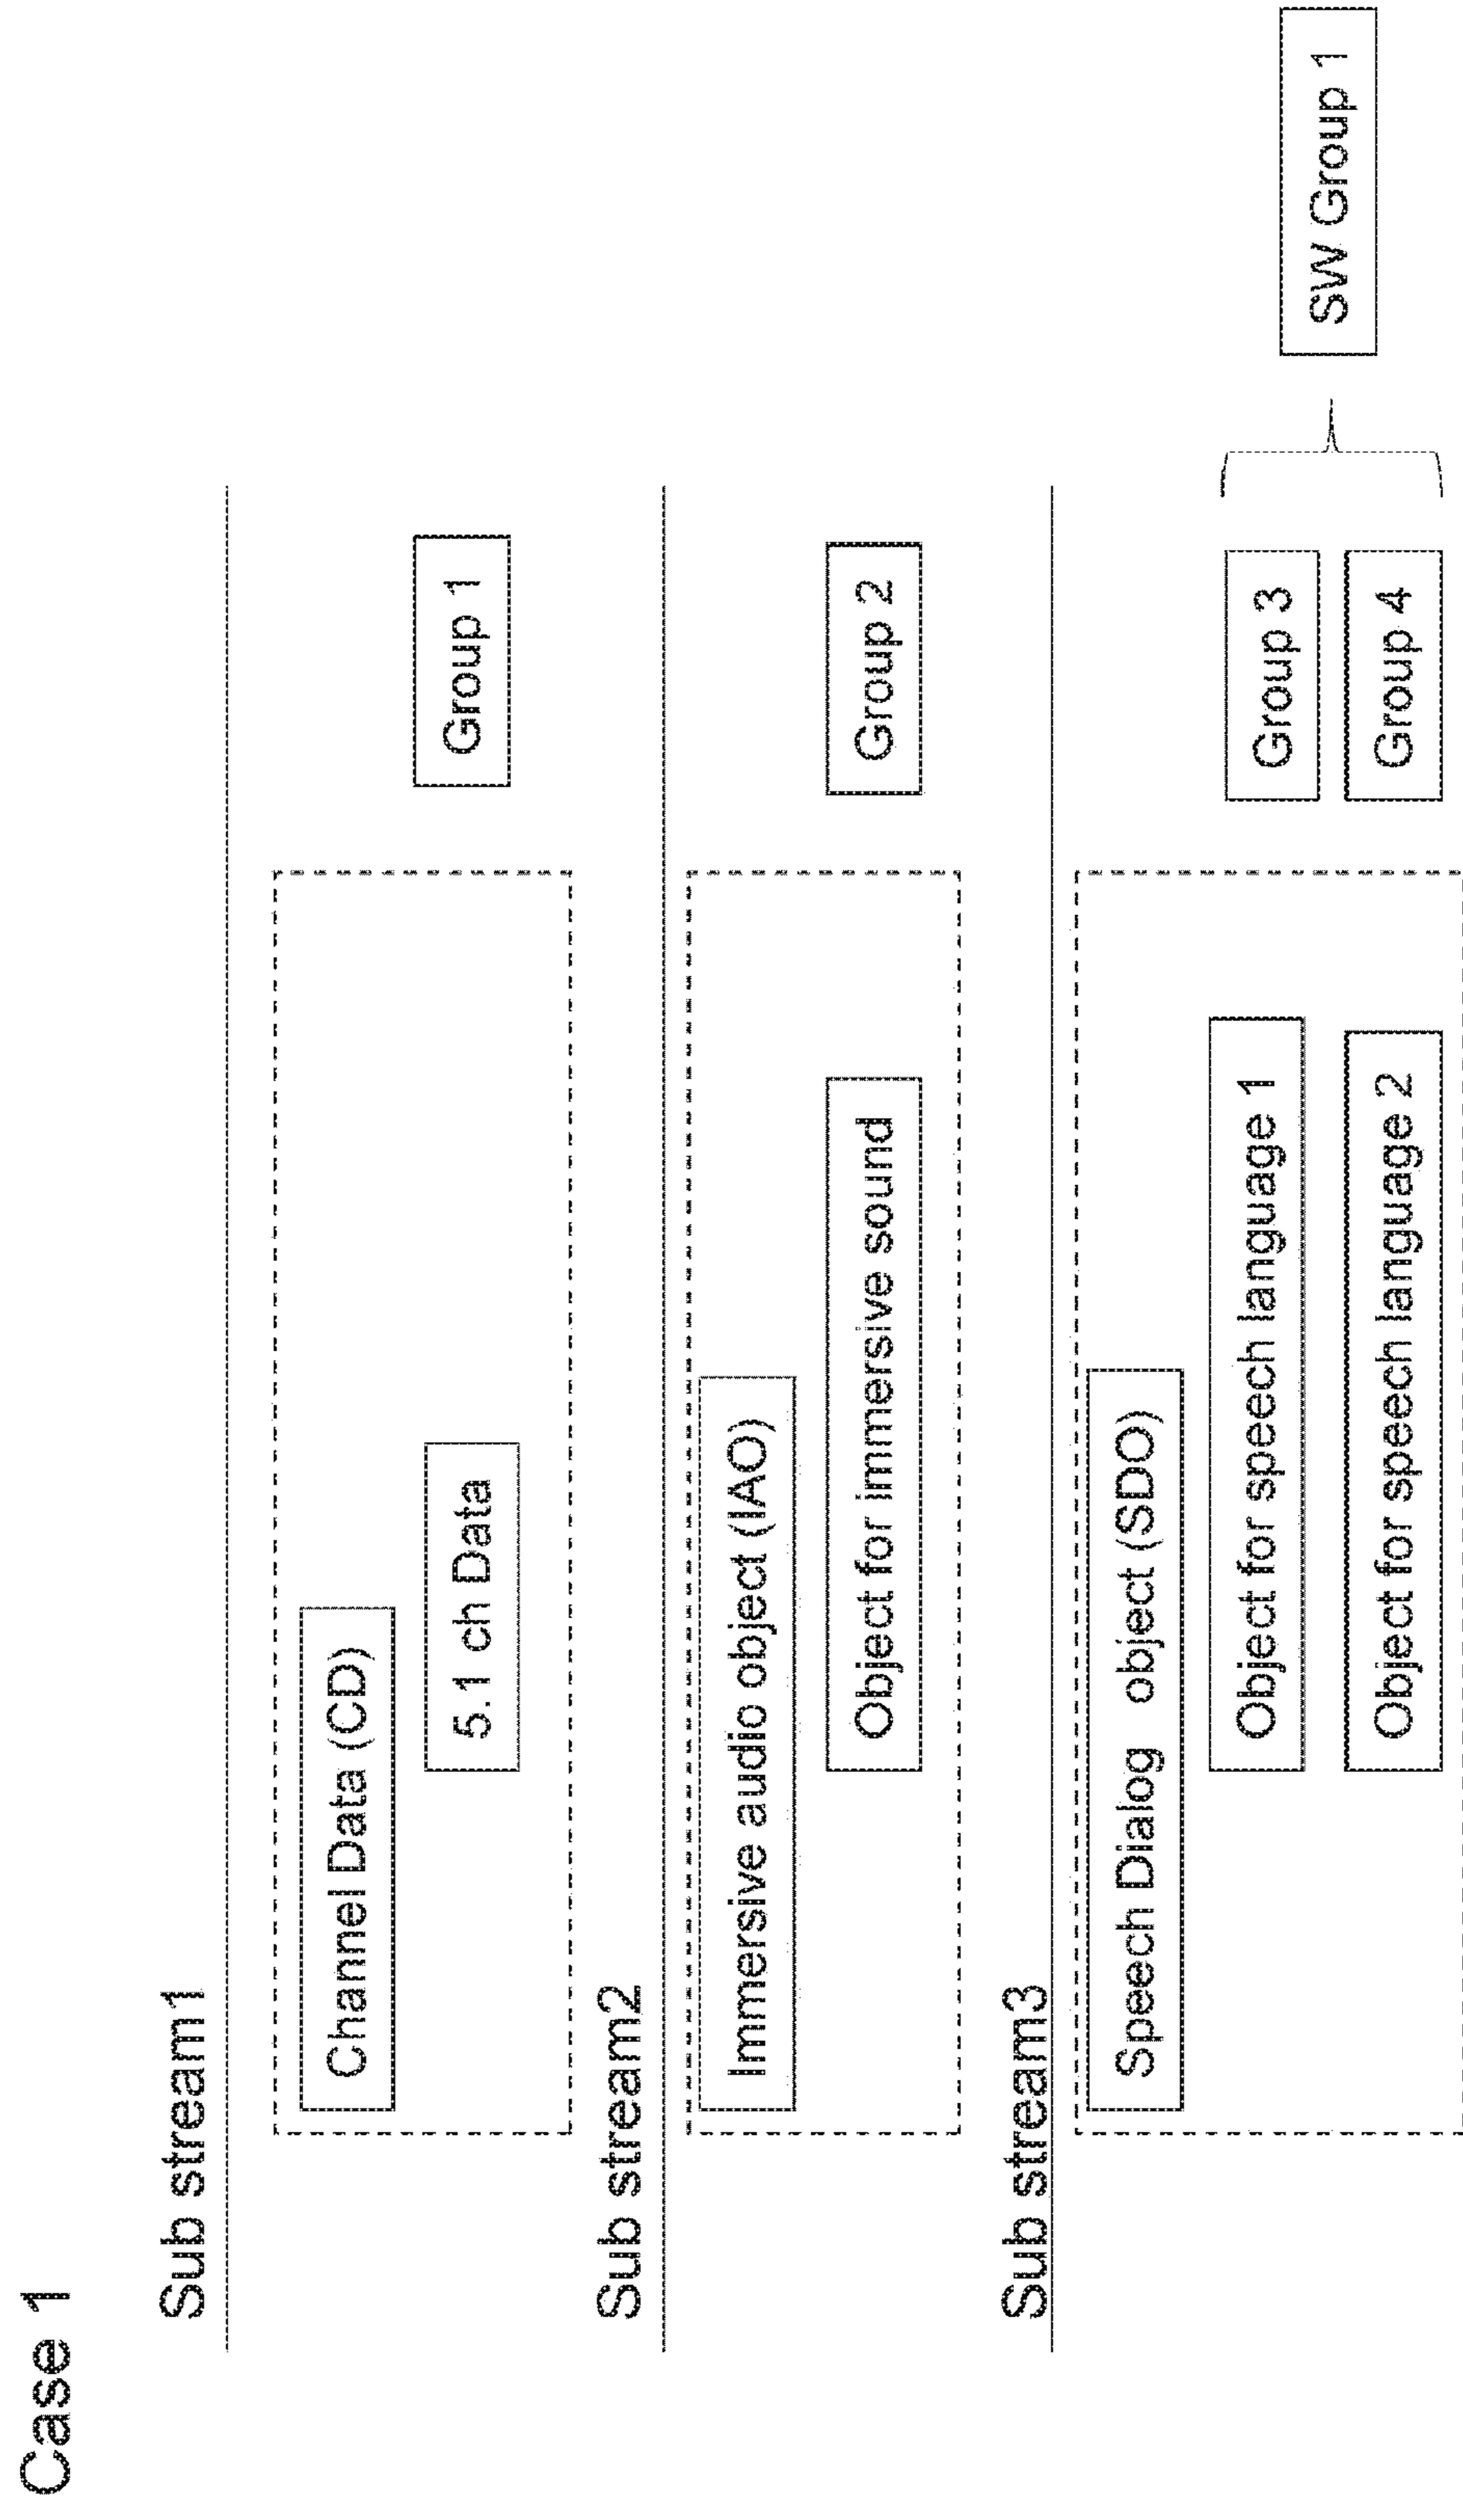 Case 1
Sub stream1
Channel Data (CD)
5.1 ch Data
Group 1
Sub stream2
Immersive audio object (IAO)
Object for immersive sound
Group 2
Sub stream3
Speech Dialog object (SDO)
Object for speech language 1
Group 3
Object for speech language 2
Group 4
SW Group 1